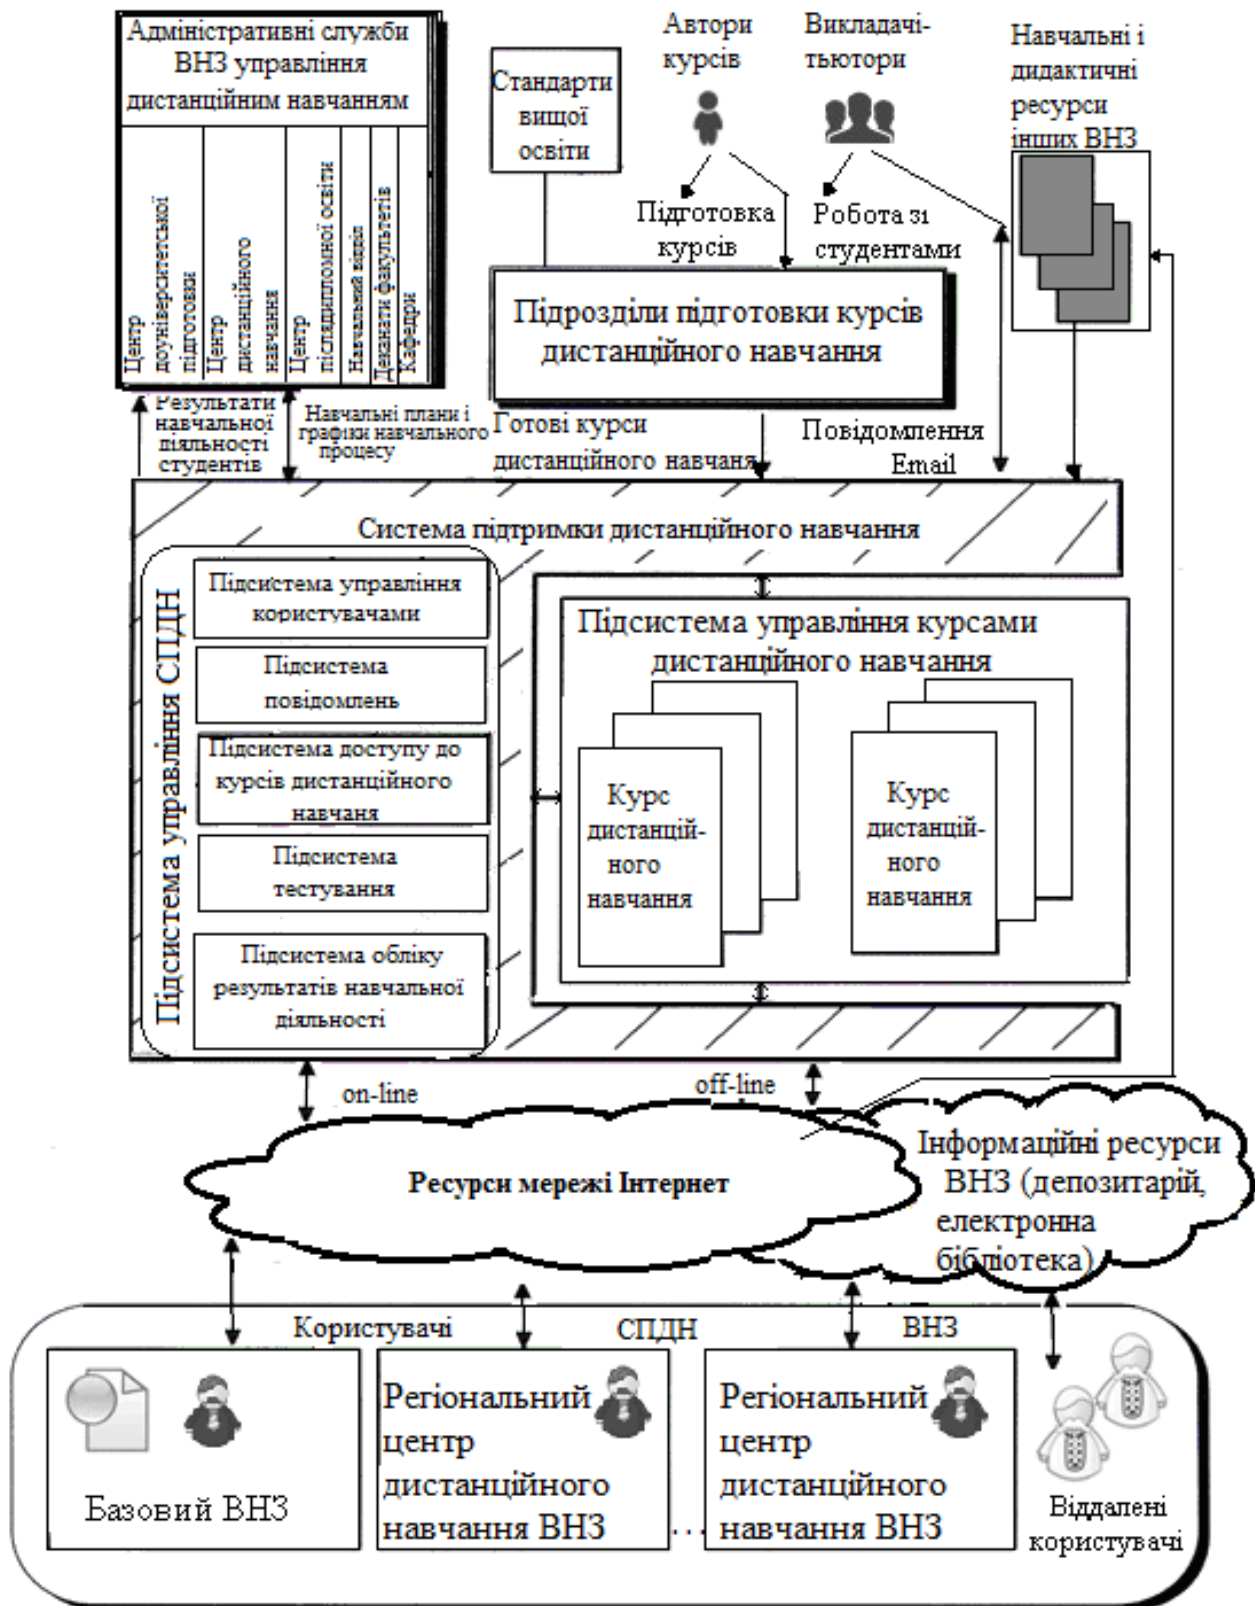 Адміністративні служби
ВНЗ управління
дистанційним навчанням
Центр
доуніверситетської
підготовки
Центр
дистанційного
навчання
Центр
післядипломної освіти
Навчальний відділ
Деканати факультетів
Кафедри
Стандарти
вищої
освіти
Автори
курсів
Викладачі-
тьютори
Навчальні і
дидактичні
ресурси
інших ВНЗ
Підготовка
курсів
Робота зі
студентами
Підрозділи підготовки курсів
дистанційного навчання
Результати
навчальної
діяльності
студентів
Навчальні плани і
графіки навчального
процесу
Готові курси
дистанційного навчаня
Повідомлення
Email
Система підтримки дистанційного навчання
Підсистема управління СПДН
Підсистема управління
користувачами
Підсистема
повідомлень
Підсистема доступу до
курсів дистанційного
навчаня
Підсистема
тестування
Підсистема обліку
результатів навчальної
діяльності
Підсистема управління курсами
дистанційного навчання
Курс
дистанцій-
ного
навчання
Курс
дистанцій-
ного
навчання
on-line
off-line
Ресурси мережі Інтернет
Інформаційні ресурси
ВНЗ (депозитарій,
електронна
бібліотека)
Користувачі СПДН ВНЗ
Базовий ВНЗ
Регіональний
центр
дистанційного
навчання ВНЗ
...
Регіональний
центр
дистанційного
навчання ВНЗ
Віддалені
користувачі